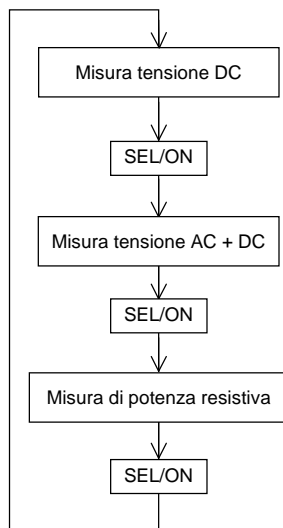 Misura tensione DC
SEL/ON
Misura tensione AC + DC
SEL/ON
Misura di potenza resistiva
SEL/ON